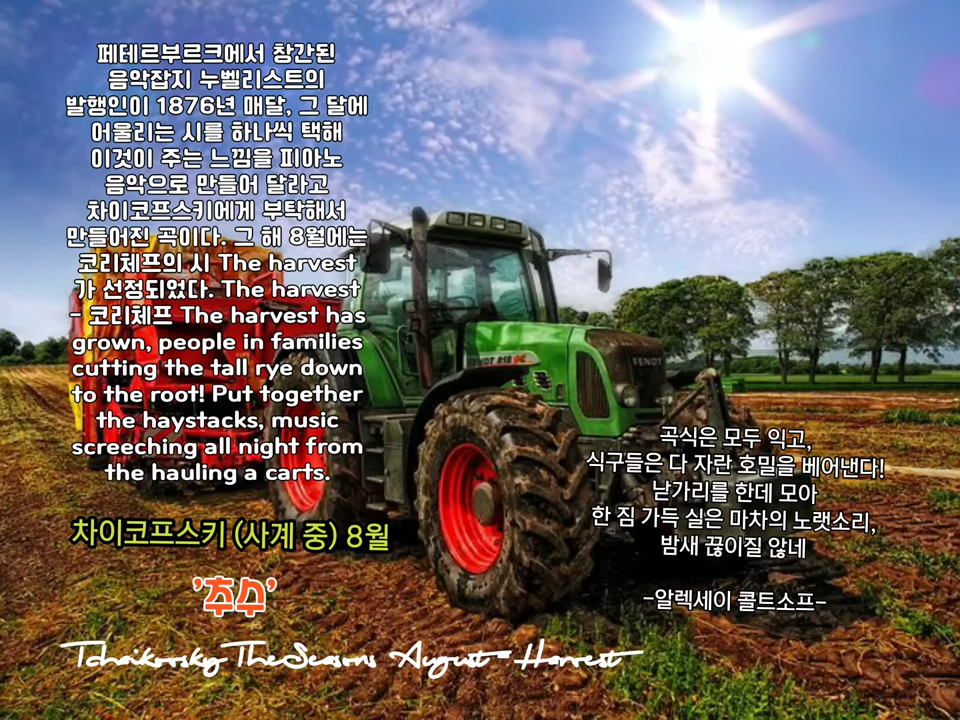 페테르부르크에서 창간된
음악잡지 누벨리스트의
발행인이 1876년 매달, 그 달에
어울리는 시를 하나씩 택해
이것이 주는 느낌을 피아노
음악으로 만들어 달라고
차이코프스키에게 부탁해서
만들어진 곡이다. 그 해 8월에는
코리체프의 시 The harvest
가 선정되었다. The harvest
- 코리체프 The harvest has
grown, people in families
cutting the tall rye down
to the root! Put together
the haystacks, music
screeching all night from
the hauling a carts.
FENDT
곡식은 모두 익고,
식구들은 다 자란 호밀을 베어낸다!
낟가리를 한데 모아
한 짐 가득 실은 마차의 노랫소리,
밤새 끊이질 않네
-알렉세이 콜트소프-
차이코프스키 (사계 중) 8월
'추수'
Tchaikovsky The Seasons August - Harvest